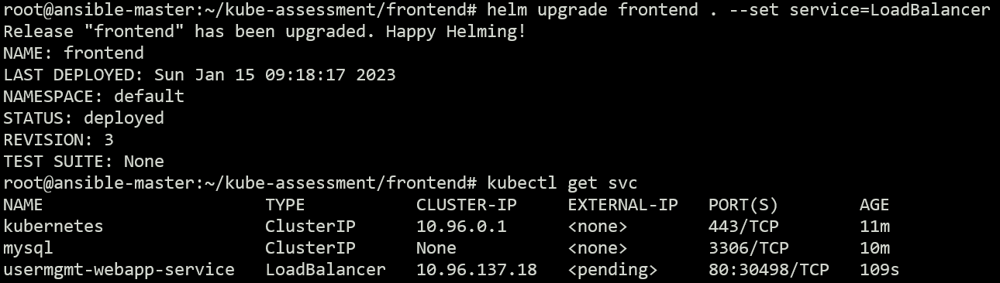 root@ansible-master:~/kube-assessment/frontend# helm upgrade frontend . --set service=LoadBalancer
Release "frontend" has been upgraded. Happy Helming!
NAME: frontend
LAST DEPLOYED: Sun Jan 15 09:18:17 2023
NAMESPACE: default
STATUS: deployed
REVISION: 3
TEST SUITE: None
root@ansible-master:~/kube-assessment/frontend# kubectl get svc
NAME                      TYPE           CLUSTER-IP     EXTERNAL-IP   PORT(S)        AGE
kubernetes                ClusterIP      10.96.0.1      <none>        443/TCP        11m
mysql                     ClusterIP      None           <none>        3306/TCP       10m
usermgmt-webapp-service   LoadBalancer   10.96.137.18   <pending>     80:30498/TCP   109s